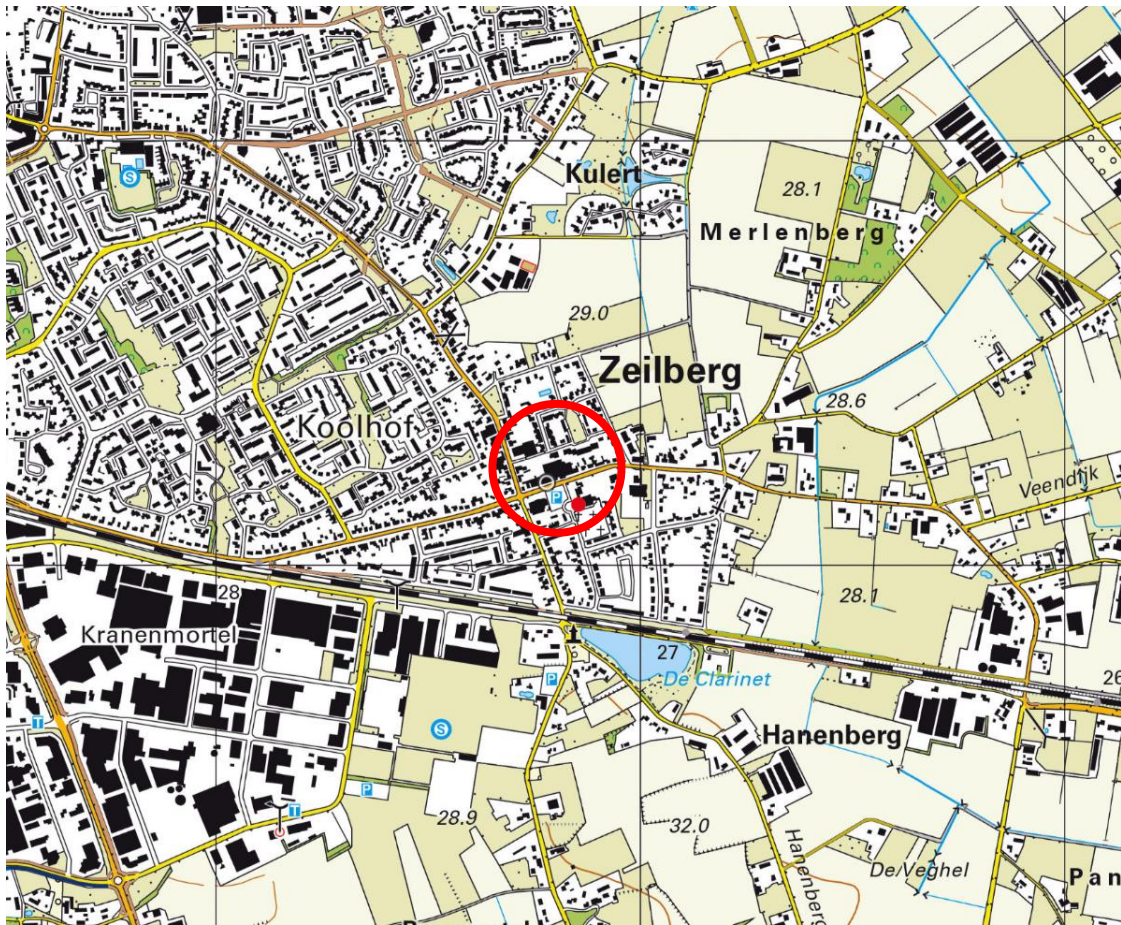 S
Kulert
28.1
Merlenberg
29.0
Zeilberg
28.6
Koolhof
Veendijk
P
28
28.1
Kranenmortel
27
De Clarinet
26
P
T
S
Hanenberg
T
P
28.9
32.0
Hanenberg
De Veghel
Pan